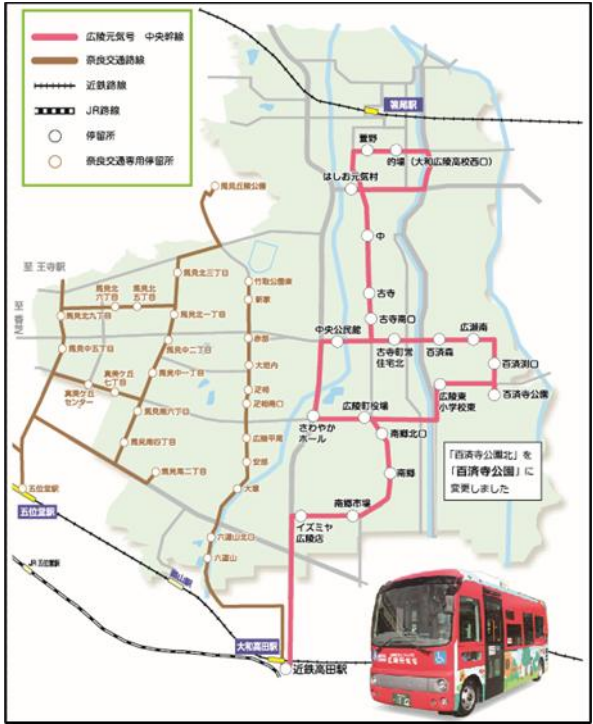 広陵元気号 中央幹線
奈良交通路線
近鉄路線
JR路線
停留所
奈良交通専用停留所
箸尾駅
萱野
的場（大和広陵高校西口）
はしお元気村
馬見丘陵公園
中
至 王寺駅
馬見北三丁目
竹取公園東
古寺
馬見北
六丁目
馬見北
五丁目
新家
馬見北九丁目
馬見北一丁目
古寺南口
赤部
中央公民館
広瀬南
馬見中五丁目
馬見中二丁目
古寺町営
住宅北
百済森
大垣内
百済渕口
真美ケ丘
センター
真美ケ丘
七丁目
馬見中一丁目
疋相
疋相南口
広陵東
小学校東
百済寺公園
馬見南六丁目
さわやか
ホール
広陵町役場
馬見南四丁目
広陵平尾
南郷北口
安部
馬見南二丁目
南郷
「百済寺公園北」を
「百済寺公園」に
変更しました
五位堂駅
大塚
南郷市場
五位堂駅
イズミヤ
広陵店
六道山北口
六道山
JR五位堂駅
築山駅
大和高田駅
近鉄高田駅